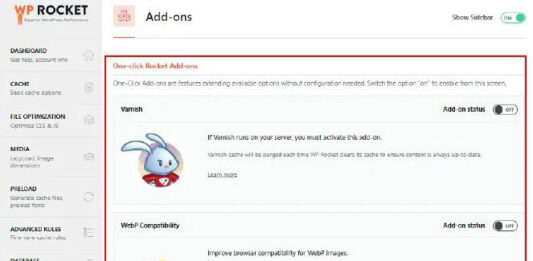 WP ROCKET
Superior WordPress Performance
Add-ons
Show Sidebar
ON
DASHBOARD
Get help, account info
CACHE
Basic cache options
FILE OPTIMIZATION
Optimize CSS & JS
MEDIA
LazyLoad, image
dimensions
PRELOAD
Generate cache files,
preload fonts
ADVANCED RULES
Fine-tune cache rules
DATABASE
One-click Rocket Add-ons
One-Click Add-ons are features extending available options without configuration needed. Switch the option "on" to enable from this screen.
Varnish
Add-on status
OFF
If Varnish runs on your server, you must activate this add-on.
Varnish cache will be purged each time WP Rocket clears its cache to ensure content is always up-to-date.
Learn more
WebP Compatibility
Add-on status
OFF
Improve browser compatibility for WebP images.